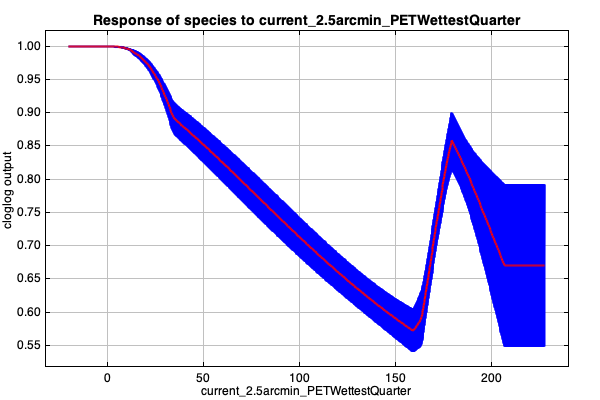 Response of species to current_2.5arcmin_PETWettestQuarter
1.00
0.95
0.90
0.85
0.80
0.75
0.70
0.65
0.60
0.55
cloglog output
0 50 100 150 200
current_2.5arcmin_PETWettestQuarter